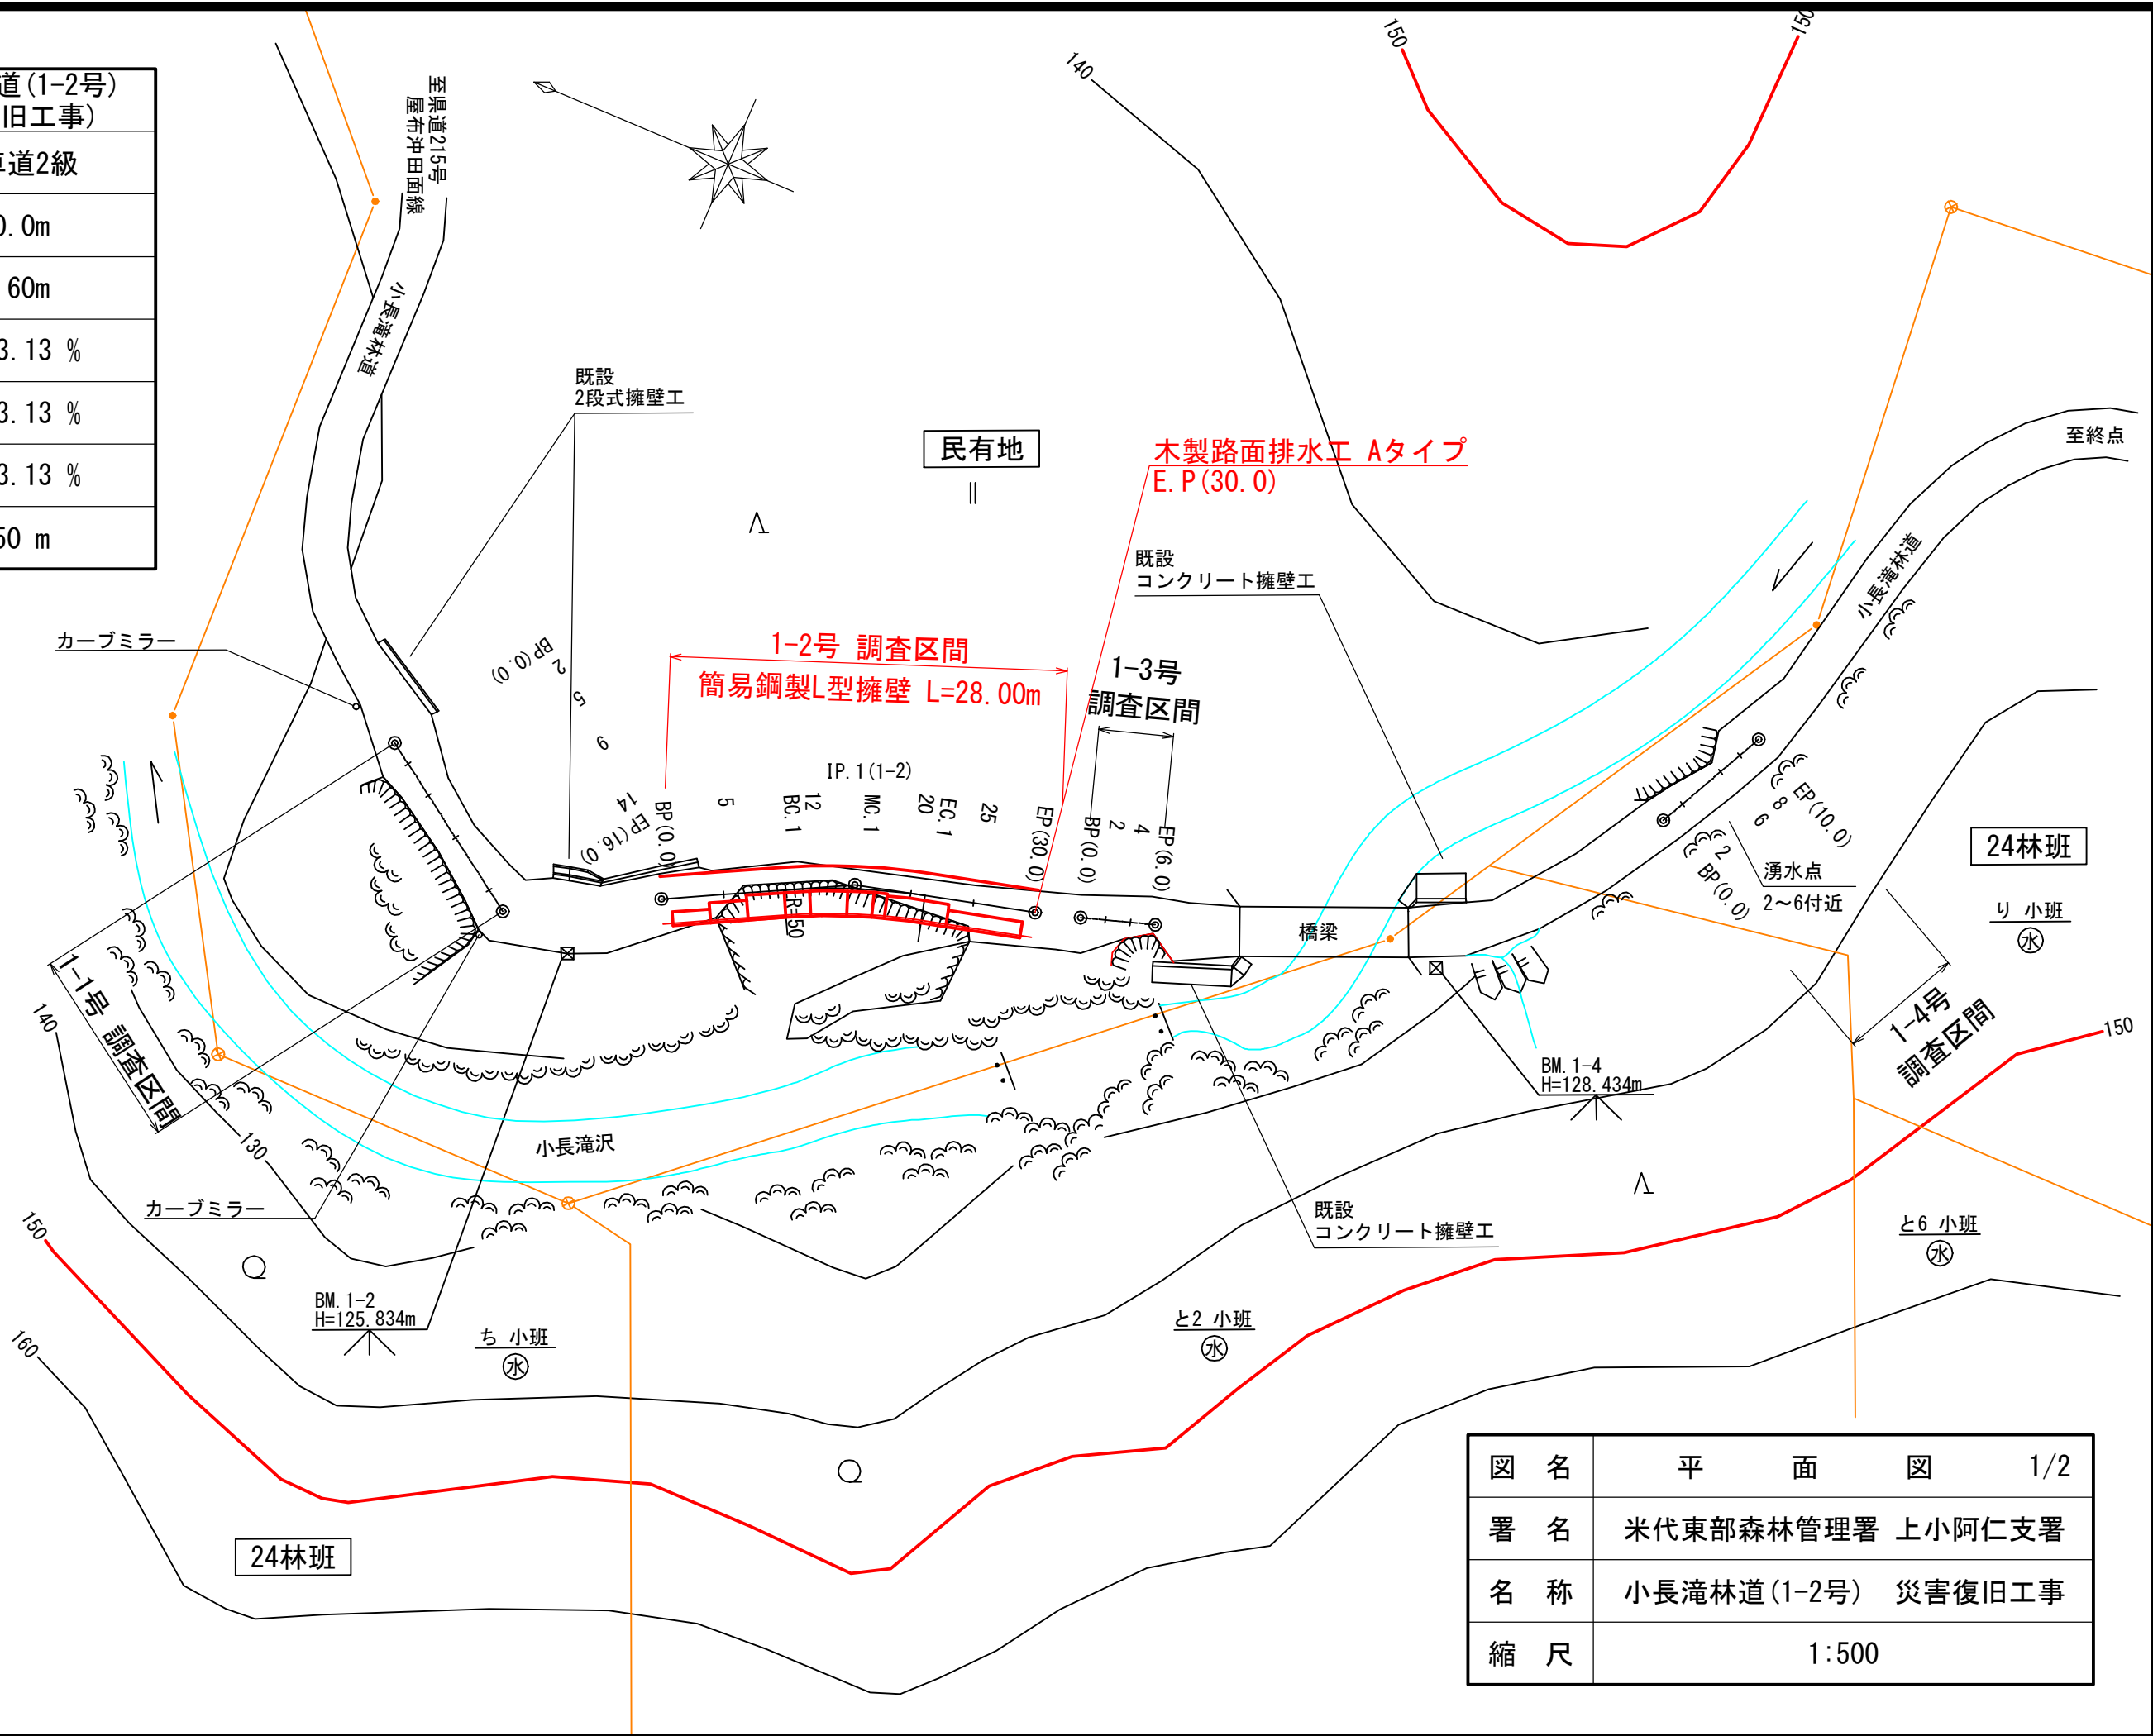 道(1-2号)
旧工事)
道2級
0.0m
60m
3.13 %
3.13 %
3.13 %
50 m
至県道215号
屋布沖田面線
小長滝林道
140
150
150
既設
2段式擁壁工
民有地
木製路面排水工 Aタイプ
E.P(30.0)
至終点
既設
コンクリート擁壁工
小長滝林道
カーブミラー
1-2号 調査区間
簡易鋼製L型擁壁 L=28.00m
1-3号
調査区間
BP(0.0)
2
5
9
14
EP(16.0)
IP.1(1-2)
BP(0.0)
5
BC.1
12
MC.1
20
EC.1
25
EP(30.0)
BP(0.0)
2
4
EP(6.0)
R=50
橋梁
EP(10.0)
8
6
2
BP(0.0)
湧水点
2~6付近
24林班
り 小班
水
1-1号 調査区間
1-4号
調査区間
140
130
150
BM.1-4
H=128.434m
小長滝沢
カーブミラー
既設
コンクリート擁壁工
と6 小班
水
150
160
BM.1-2
H=125.834m
ち 小班
水
と2 小班
水
24林班
図 名 平 面 図 1/2
署 名 米代東部森林管理署 上小阿仁支署
名 称 小長滝林道(1-2号) 災害復旧工事
縮 尺 1:500